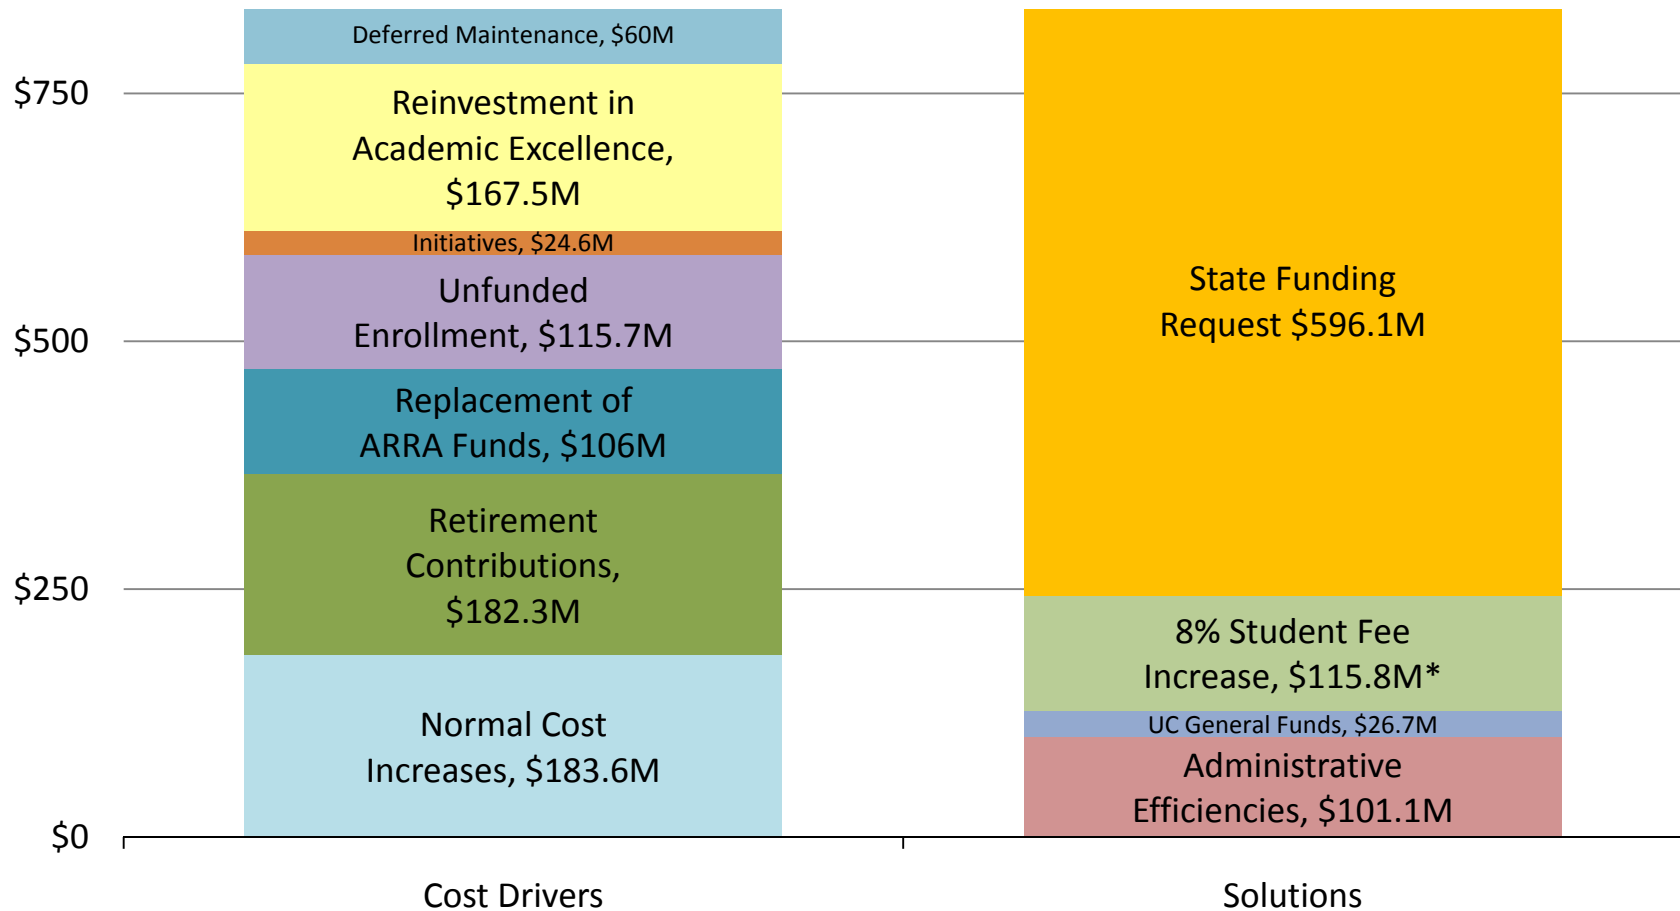 $750
$500
$250
$0
Deferred Maintenance, $60M
Reinvestment in
Academic Excellence,
$167.5M
Initiatives, $24.6M
Unfunded
Enrollment, $115.7M
Replacement of
ARRA Funds, $106M
Retirement
Contributions,
$182.3M
Normal Cost
Increases, $183.6M
State Funding
Request $596.1M
8% Student Fee
Increase, $115.8M*
UC General Funds, $26.7M
Administrative
Efficiencies, $101.1M
Cost Drivers
Solutions